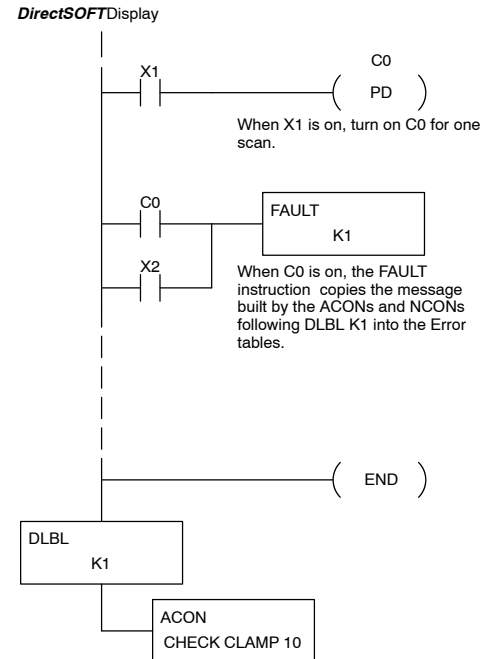 DirectSOFTDisplay
X1
C0
PD
When X1 is on, turn on C0 for one
scan.
C0
FAULT
K1
X2
When C0 is on, the FAULT
instruction copies the message
built by the ACONs and NCONs
following DLBL K1 into the Error
tables.
END
DLBL
K1
ACON
CHECK CLAMP 10